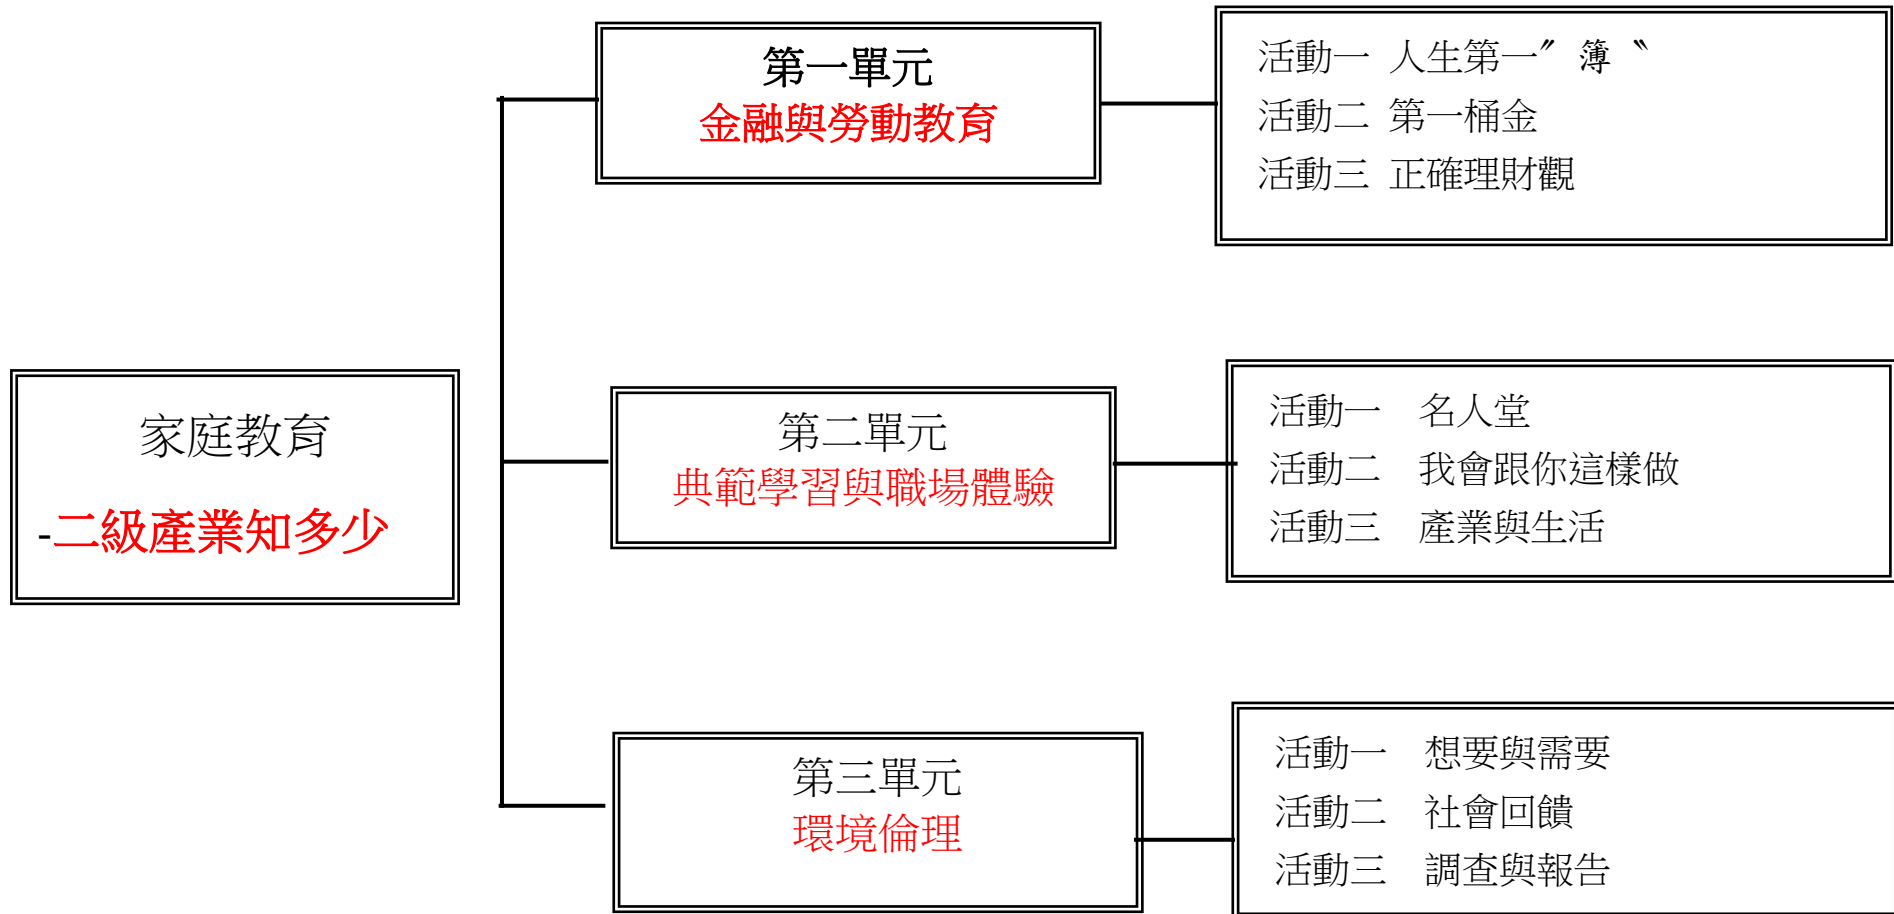 第一單元
金融與勞動教育
活動一 人生第一〞簿〝
活動二 第一桶金
活動三 正確理財觀
家庭教育
-二級產業知多少
第二單元
典範學習與職場體驗
活動一 名人堂
活動二 我會跟你這樣做
活動三 產業與生活
第三單元
環境倫理
活動一 想要與需要
活動二 社會回饋
活動三 調查與報告